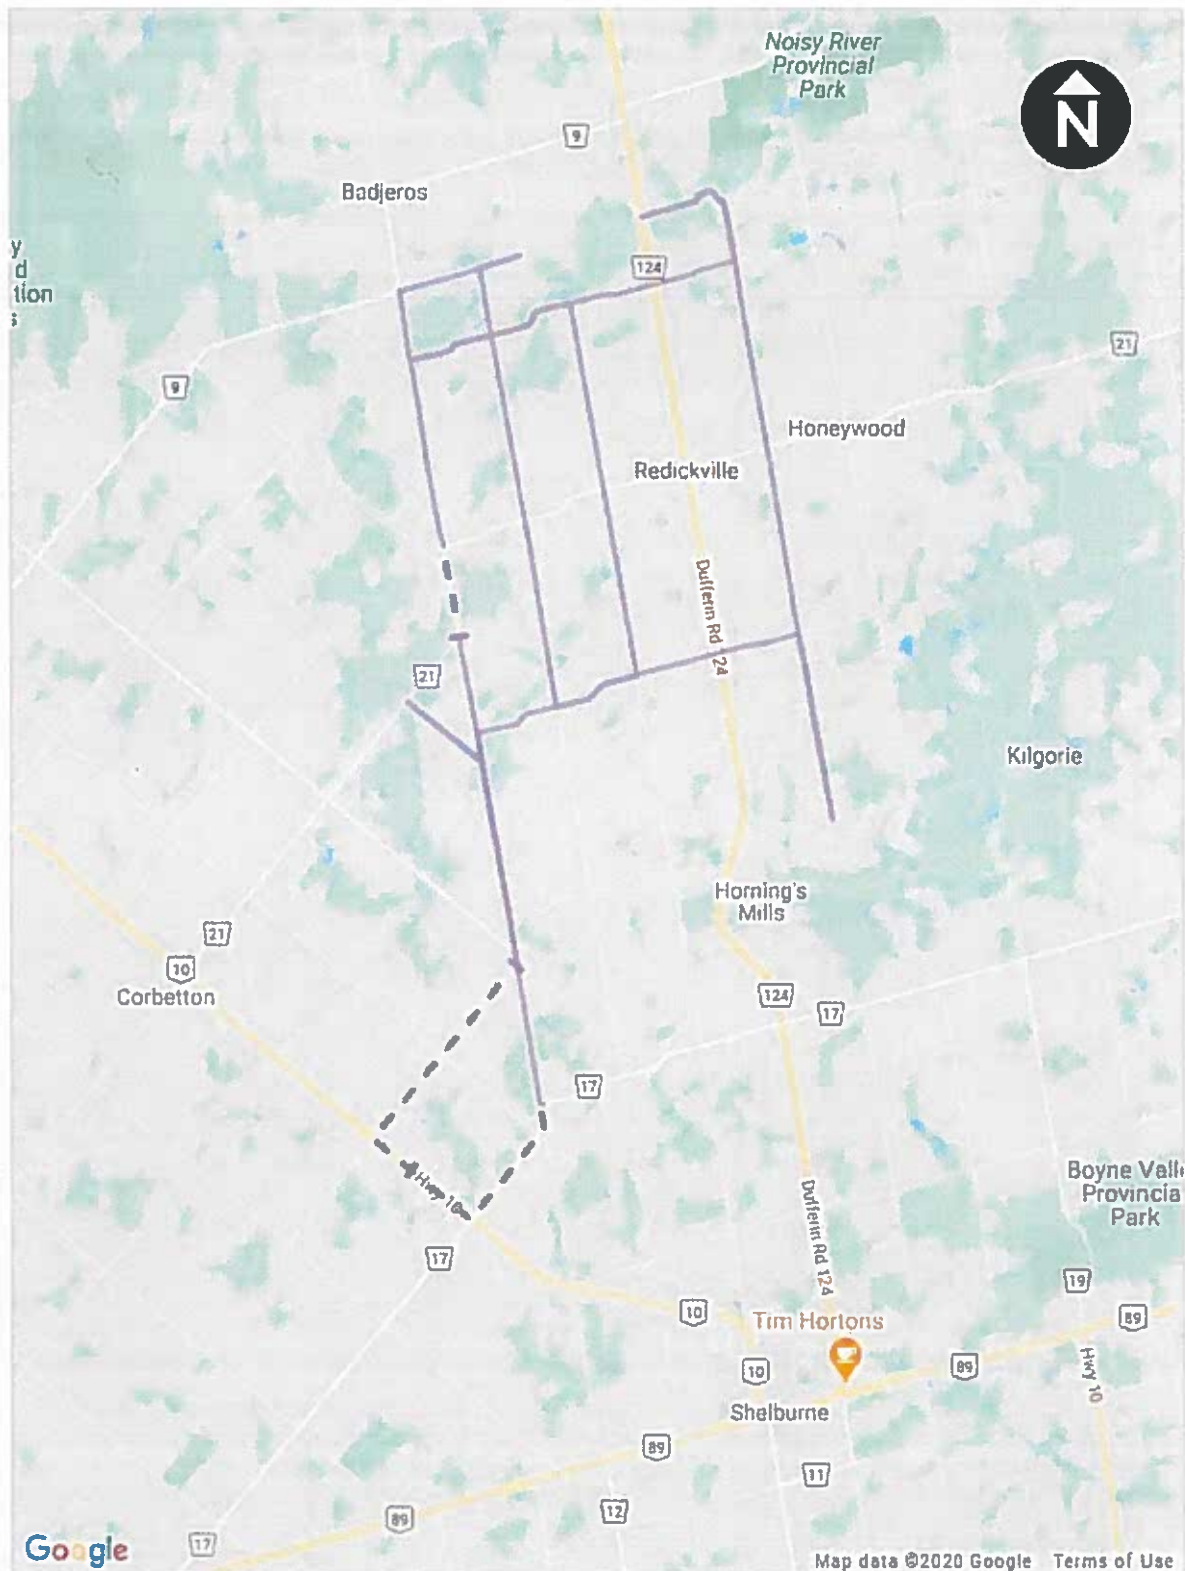 Noisy River
Provincial
Park
N
9
Badjeros
y
d
tion
124
21
9
Honeywood
Redickville
Dufferin Rd 124
21
Kilgorie
Horning's
Mills
21
10
Corbetton
124
17
17
Hwy 10
Boyne Vall
Provincia
Park
17
Dufferin Rd 124
19
10
Tim Hortons
89
10
89
Hwy 10
Shelburne
89
11
12
89
17
Google
Map data ©2020 Google
Terms of Use